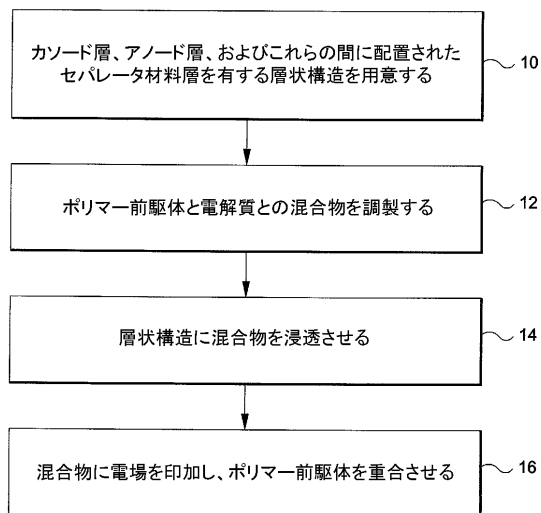 カソード層、アノード層、およびこれらの間に配置された
セパレータ材料層を有する層状構造を用意する
10
ポリマー前駆体と電解質との混合物を調製する
12
層状構造に混合物を浸透させる
14
混合物に電場を印加し、ポリマー前駆体を重合させる
16